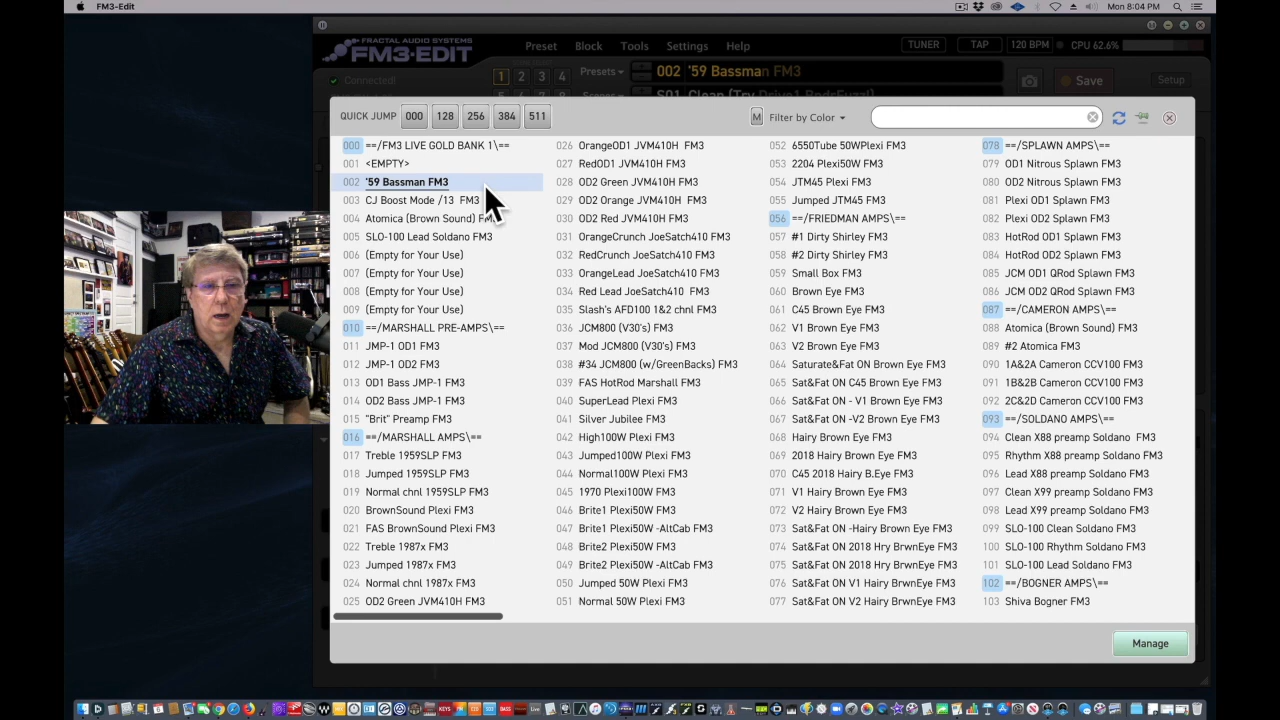 FM3-Edit
Mon 8:04 PM
FRACTAL AUDIO SYSTEMS
FM3-EDIT
Preset Block Tools Settings Help
TUNER TAP 120 BPM CPU 62.6%
Connected!
1 2 3 4
Presets
002 '59 Bassman FM3
Save
Setup
S01 Clean (Try Drive1 BndrFuzz)
QUICK JUMP 000 128 256 384 511
M Filter by Color
000 ==/FM3 LIVE GOLD BANK 1\==
001 <EMPTY>
002 '59 Bassman FM3
003 CJ Boost Mode /13 FM3
004 Atomica (Brown Sound) FM3
005 SLO-100 Lead Soldano FM3
006 (Empty for Your Use)
007 (Empty for Your Use)
008 (Empty for Your Use)
009 (Empty for Your Use)
010 ==/MARSHALL PRE-AMPS\==
011 JMP-1 OD1 FM3
012 JMP-1 OD2 FM3
013 OD1 Bass JMP-1 FM3
014 OD2 Bass JMP-1 FM3
015 "Brit" Preamp FM3
016 ==/MARSHALL AMPS\==
017 Treble 1959SLP FM3
018 Jumped 1959SLP FM3
019 Normal chnl 1959SLP FM3
020 BrownSound Plexi FM3
021 FAS BrownSound Plexi FM3
022 Treble 1987x FM3
023 Jumped 1987x FM3
024 Normal chnl 1987x FM3
025 OD2 Green JVM410H FM3
026 OrangeOD1 JVM410H FM3
027 RedOD1 JVM410H FM3
028 OD2 Green JVM410H FM3
029 OD2 Orange JVM410H FM3
030 OD2 Red JVM410H FM3
031 OrangeCrunch JoeSatch410 FM3
032 RedCrunch JoeSatch410 FM3
033 OrangeLead JoeSatch410 FM3
034 Red Lead JoeSatch410 FM3
035 Slash's AFD100 1&2 chnl FM3
036 JCM800 (V30's) FM3
037 Mod JCM800 (V30's) FM3
038 #34 JCM800 (w/GreenBacks) FM3
039 FAS HotRod Marshall FM3
040 SuperLead Plexi FM3
041 Silver Jubilee FM3
042 High100W Plexi FM3
043 Jumped100W Plexi FM3
044 Normal100W Plexi FM3
045 1970 Plexi100W FM3
046 Brite1 Plexi50W FM3
047 Brite1 Plexi50W -AltCab FM3
048 Brite2 Plexi50W FM3
049 Brite2 Plexi50W -AltCab FM3
050 Jumped 50W Plexi FM3
051 Normal 50W Plexi FM3
052 6550Tube 50WPlexi FM3
053 2204 Plexi50W FM3
054 JTM45 Plexi FM3
055 Jumped JTM45 FM3
056 ==/FRIEDMAN AMPS\==
057 #1 Dirty Shirley FM3
058 #2 Dirty Shirley FM3
059 Small Box FM3
060 Brown Eye FM3
061 C45 Brown Eye FM3
062 V1 Brown Eye FM3
063 V2 Brown Eye FM3
064 Saturate&Fat ON Brown Eye FM3
065 Sat&Fat ON C45 Brown Eye FM3
066 Sat&Fat ON - V1 Brown Eye FM3
067 Sat&Fat ON -V2 Brown Eye FM3
068 Hairy Brown Eye FM3
069 2018 Hairy Brown Eye FM3
070 C45 2018 Hairy B.Eye FM3
071 V1 Hairy Brown Eye FM3
072 V2 Hairy Brown Eye FM3
073 Sat&Fat ON -Hairy Brown Eye FM3
074 Sat&Fat ON 2018 Hry BrwnEye FM3
075 Sat&Fat ON C45 Hairy BrwnEye FM3
076 Sat&Fat ON V1 Hairy BrwnEye FM3
077 Sat&Fat ON V2 Hairy BrwnEye FM3
078 ==/SPLAWN AMPS\==
079 OD1 Nitrous Splawn FM3
080 OD2 Nitrous Splawn FM3
081 Plexi OD1 Splawn FM3
082 Plexi OD2 Splawn FM3
083 HotRod OD1 Splawn FM3
084 HotRod OD2 Splawn FM3
085 JCM OD1 QRod Splawn FM3
086 JCM OD2 QRod Splawn FM3
087 ==/CAMERON AMPS\==
088 Atomica (Brown Sound) FM3
089 #2 Atomica FM3
090 1A&2A Cameron CCV100 FM3
091 1B&2B Cameron CCV100 FM3
092 2C&2D Cameron CCV100 FM3
093 ==/SOLDANO AMPS\==
094 Clean X88 preamp Soldano FM3
095 Rhythm X88 preamp Soldano FM3
096 Lead X88 preamp Soldano FM3
097 Clean X99 preamp Soldano FM3
098 Lead X99 preamp Soldano FM3
099 SLO-100 Clean Soldano FM3
100 SLO-100 Rhythm Soldano FM3
101 SLO-100 Lead Soldano FM3
102 ==/BOGNER AMPS\==
103 Shiva Bogner FM3
Manage